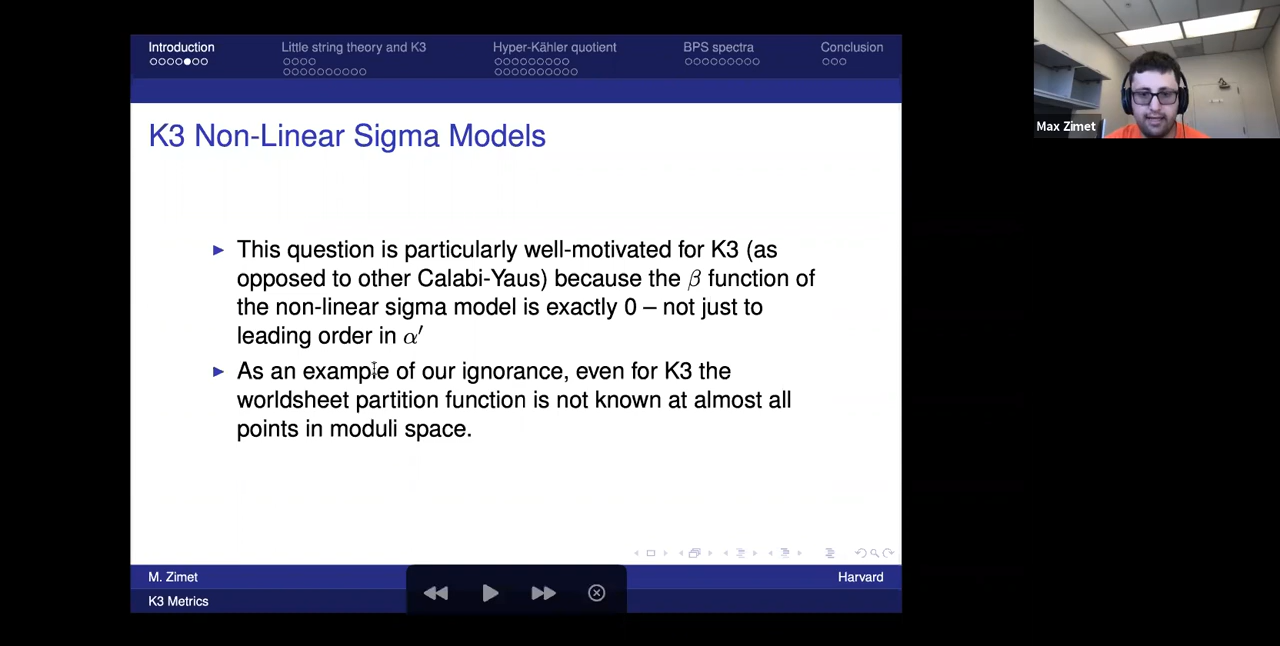 Introduction
Little string theory and K3
Hyper-Kähler quotient
BPS spectra
Conclusion
K3 Non-Linear Sigma Models
This question is particularly well-motivated for K3 (as
opposed to other Calabi-Yaus) because the β function of
the non-linear sigma model is exactly 0 – not just to
leading order in α′
As an example of our ignorance, even for K3 the
worldsheet partition function is not known at almost all
points in moduli space.
M. Zimet
Harvard
K3 Metrics
Max Zimet